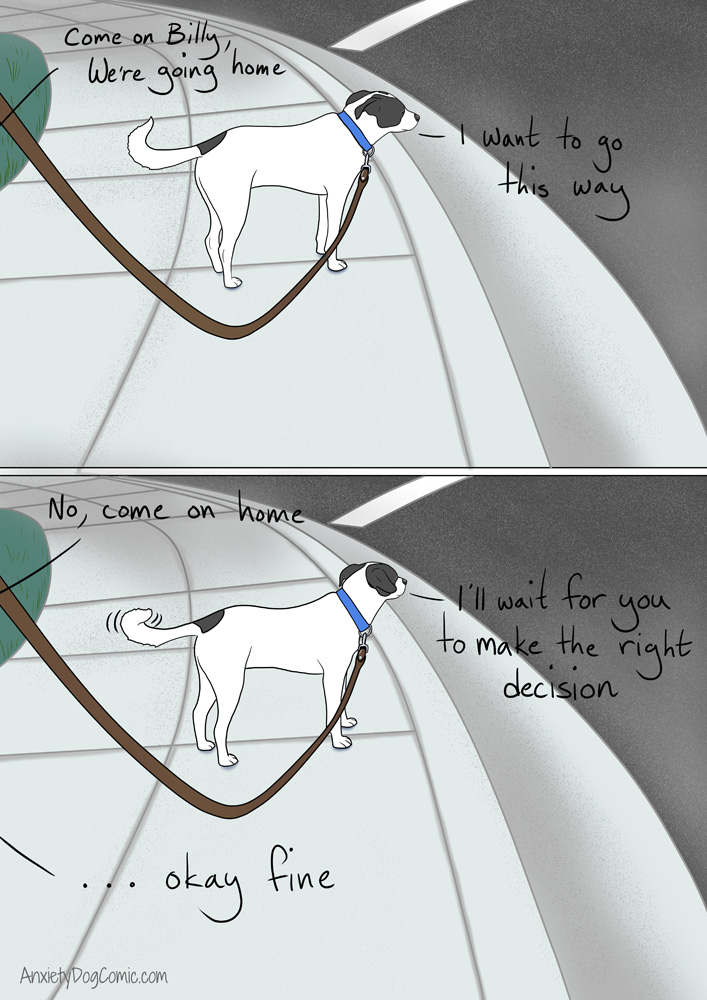 Come on Billy,
We're going home
I want to go
this way
No, come on home
I'll wait for you
to make the right
decision
... okay fine
AnxietyDogComic.com